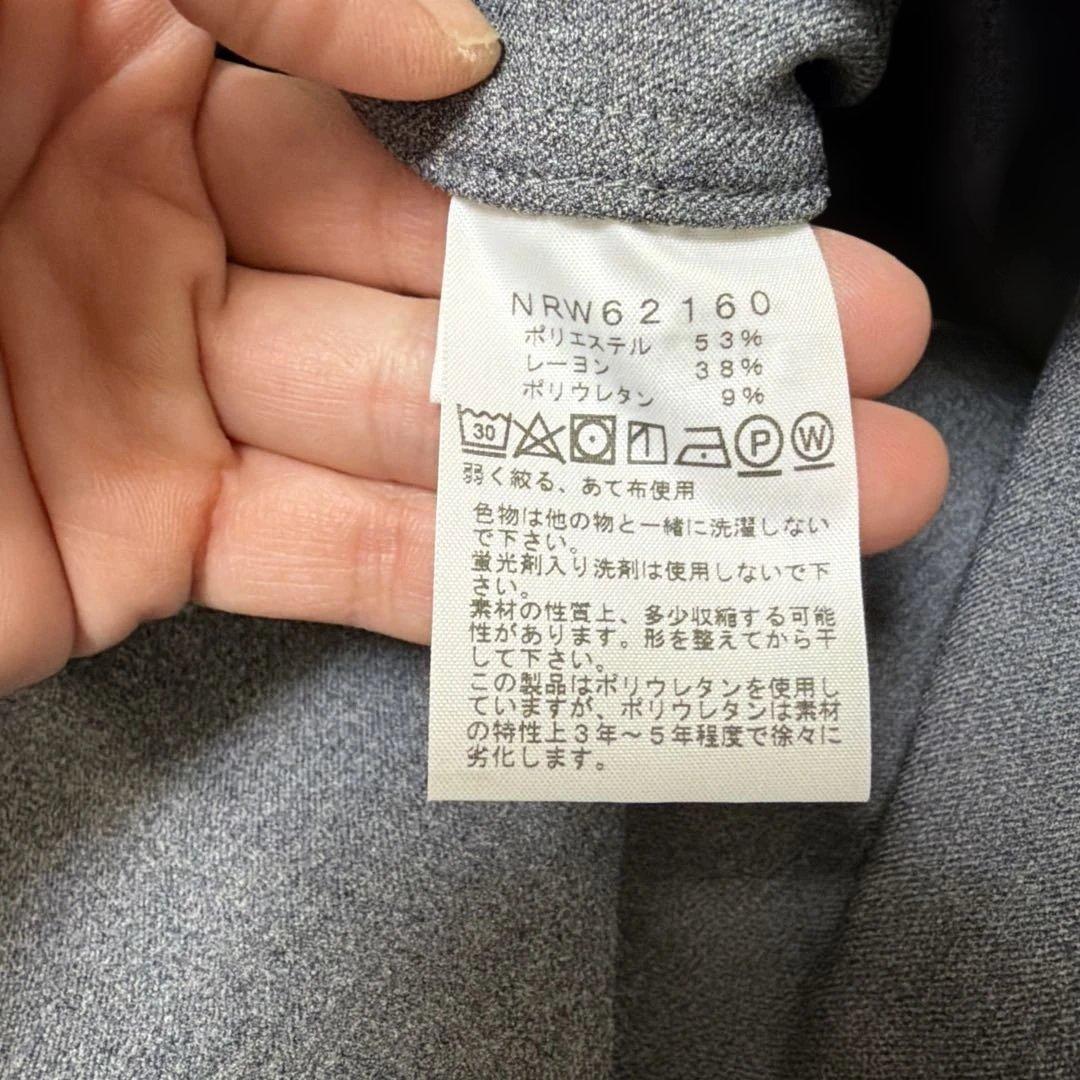 NRW62160
ポリエステル 53%
レーヨン 38%
ポリウレタン 9%
30 P W
弱く絞る、あて布使用
色物は他の物と一緒に洗濯しない
で下さい。
蛍光剤入り洗剤は使用しないで下
さい。
素材の性質上、多少収縮する可能
性があります。形を整えてから干
して下さい。
この製品はポリウレタンを使用し
ていますが、ポリウレタンは素材
の特性上3年〜5年程度で徐々に
劣化します。